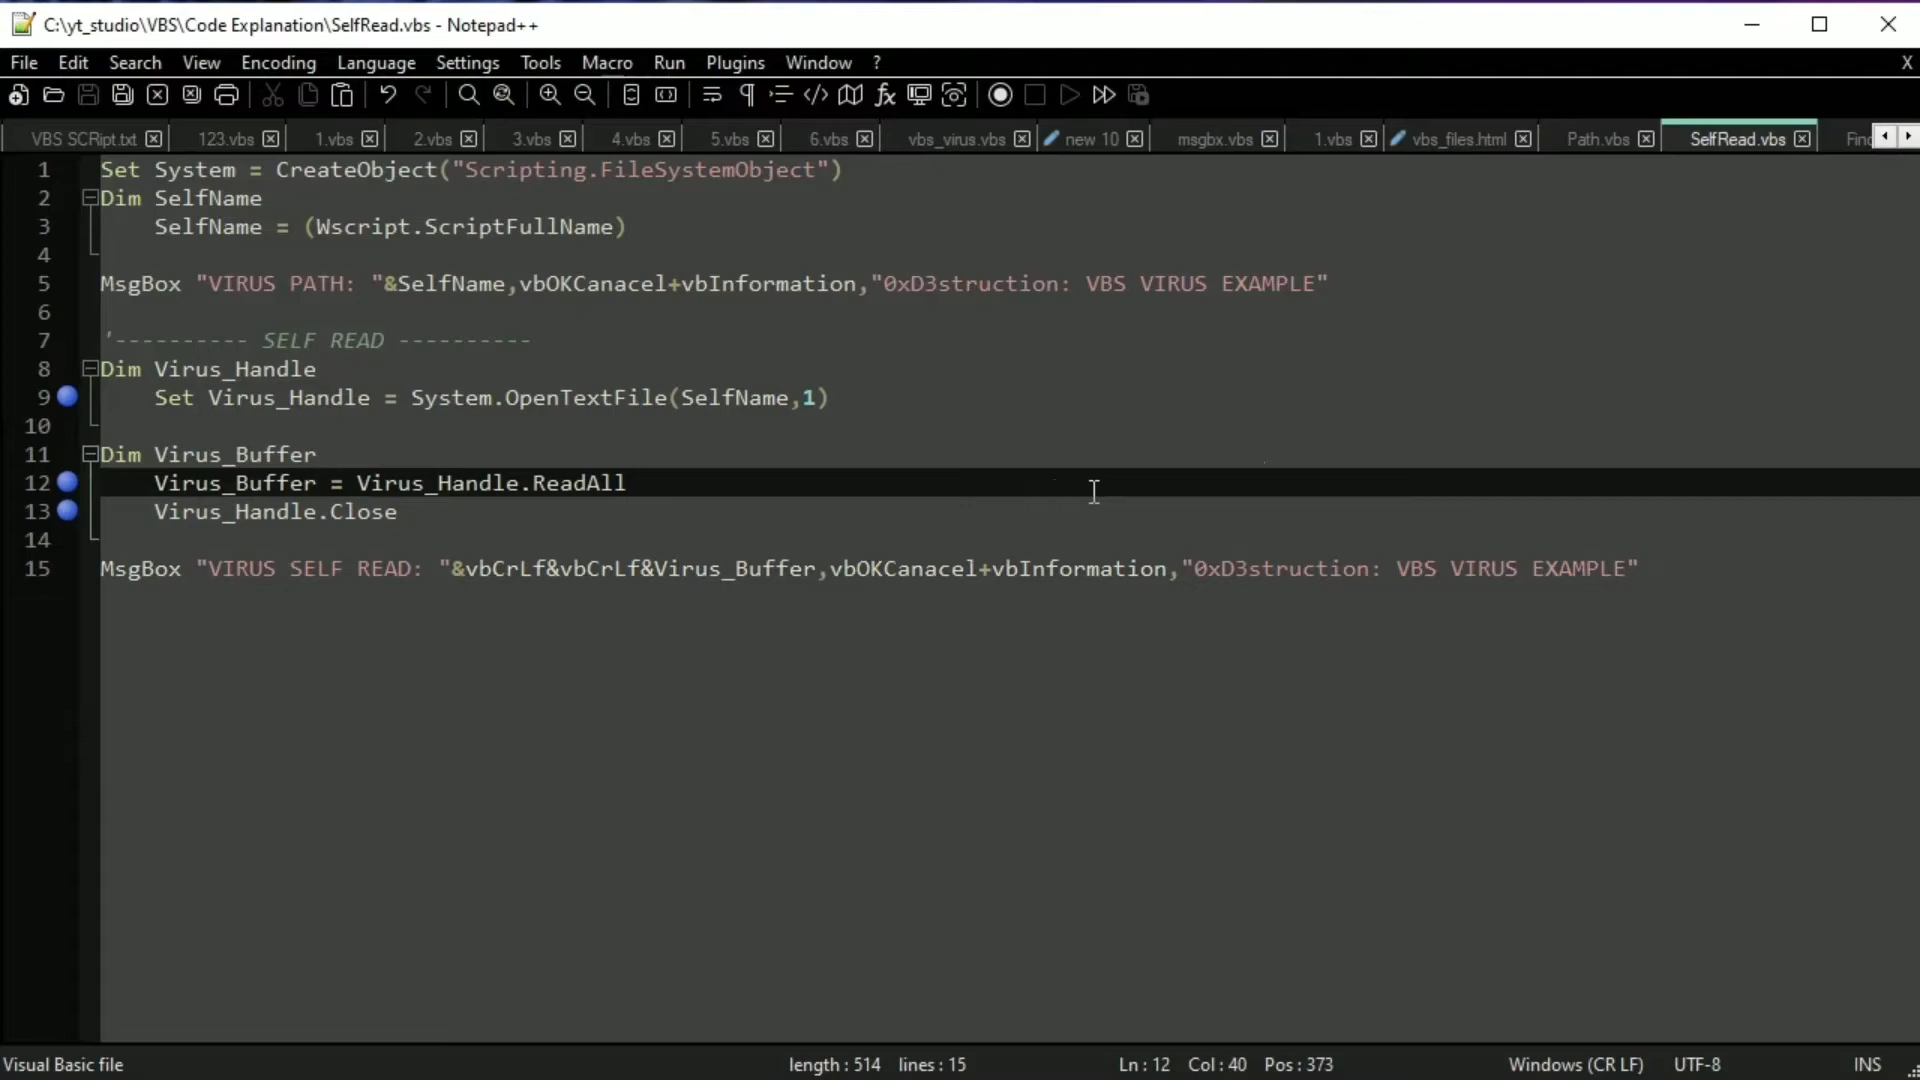 C:\yt_studio\VBS\Code Explanation\SelfRead.vbs - Notepad++
File Edit Search View Encoding Language Settings Tools Macro Run Plugins Window ? X
VBS SCRipt.txt 123.vbs 1.vbs 2.vbs 3.vbs 4.vbs 5.vbs 6.vbs vbs_virus.vbs new 10 msgbx.vbs 1.vbs vbs_files.html Path.vbs SelfRead.vbs
1 Set System = CreateObject("Scripting.FileSystemObject")
2 Dim SelfName
3 SelfName = (Wscript.ScriptFullName)
4
5 MsgBox "VIRUS PATH: "&SelfName,vbOKCanacel+vbInformation,"0xD3struction: VBS VIRUS EXAMPLE"
6
7 '---------- SELF READ ----------
8 Dim Virus_Handle
9 Set Virus_Handle = System.OpenTextFile(SelfName,1)
10
11 Dim Virus_Buffer
12 Virus_Buffer = Virus_Handle.ReadAll
13 Virus_Handle.Close
14
15 MsgBox "VIRUS SELF READ: "&vbCrLf&vbCrLf&Virus_Buffer,vbOKCanacel+vbInformation,"0xD3struction: VBS VIRUS EXAMPLE"
Visual Basic file length : 514 lines : 15 Ln : 12 Col : 40 Pos : 373 Windows (CR LF) UTF-8 INS